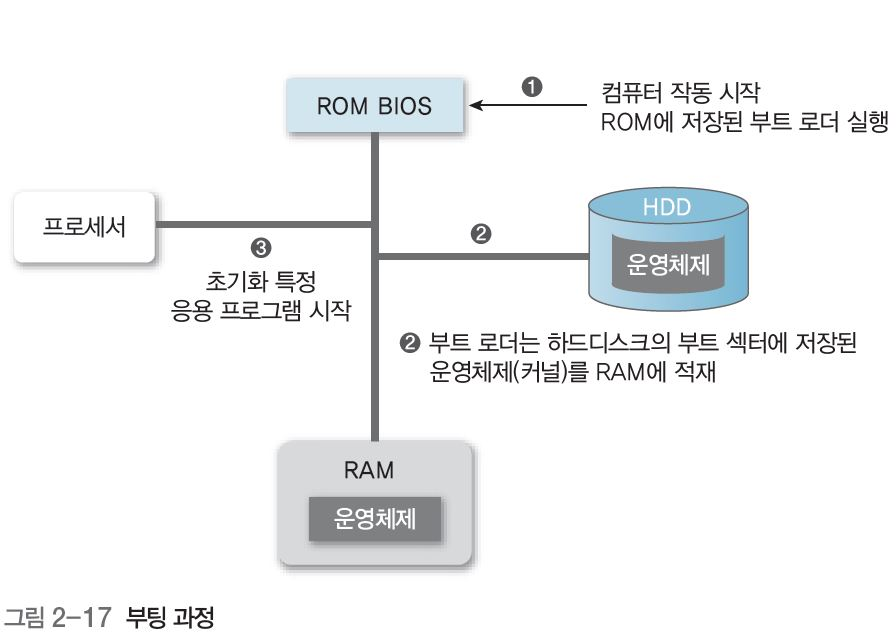 ROM BIOS
❶
컴퓨터 작동 시작
ROM에 저장된 부트 로더 실행
프로세서
❸
초기화 특정
응용 프로그램 시작
❷
HDD
운영체제
❷ 부트 로더는 하드디스크의 부트 섹터에 저장된
운영체제(커널)를 RAM에 적재
RAM
운영체제
그림 2-17 부팅 과정